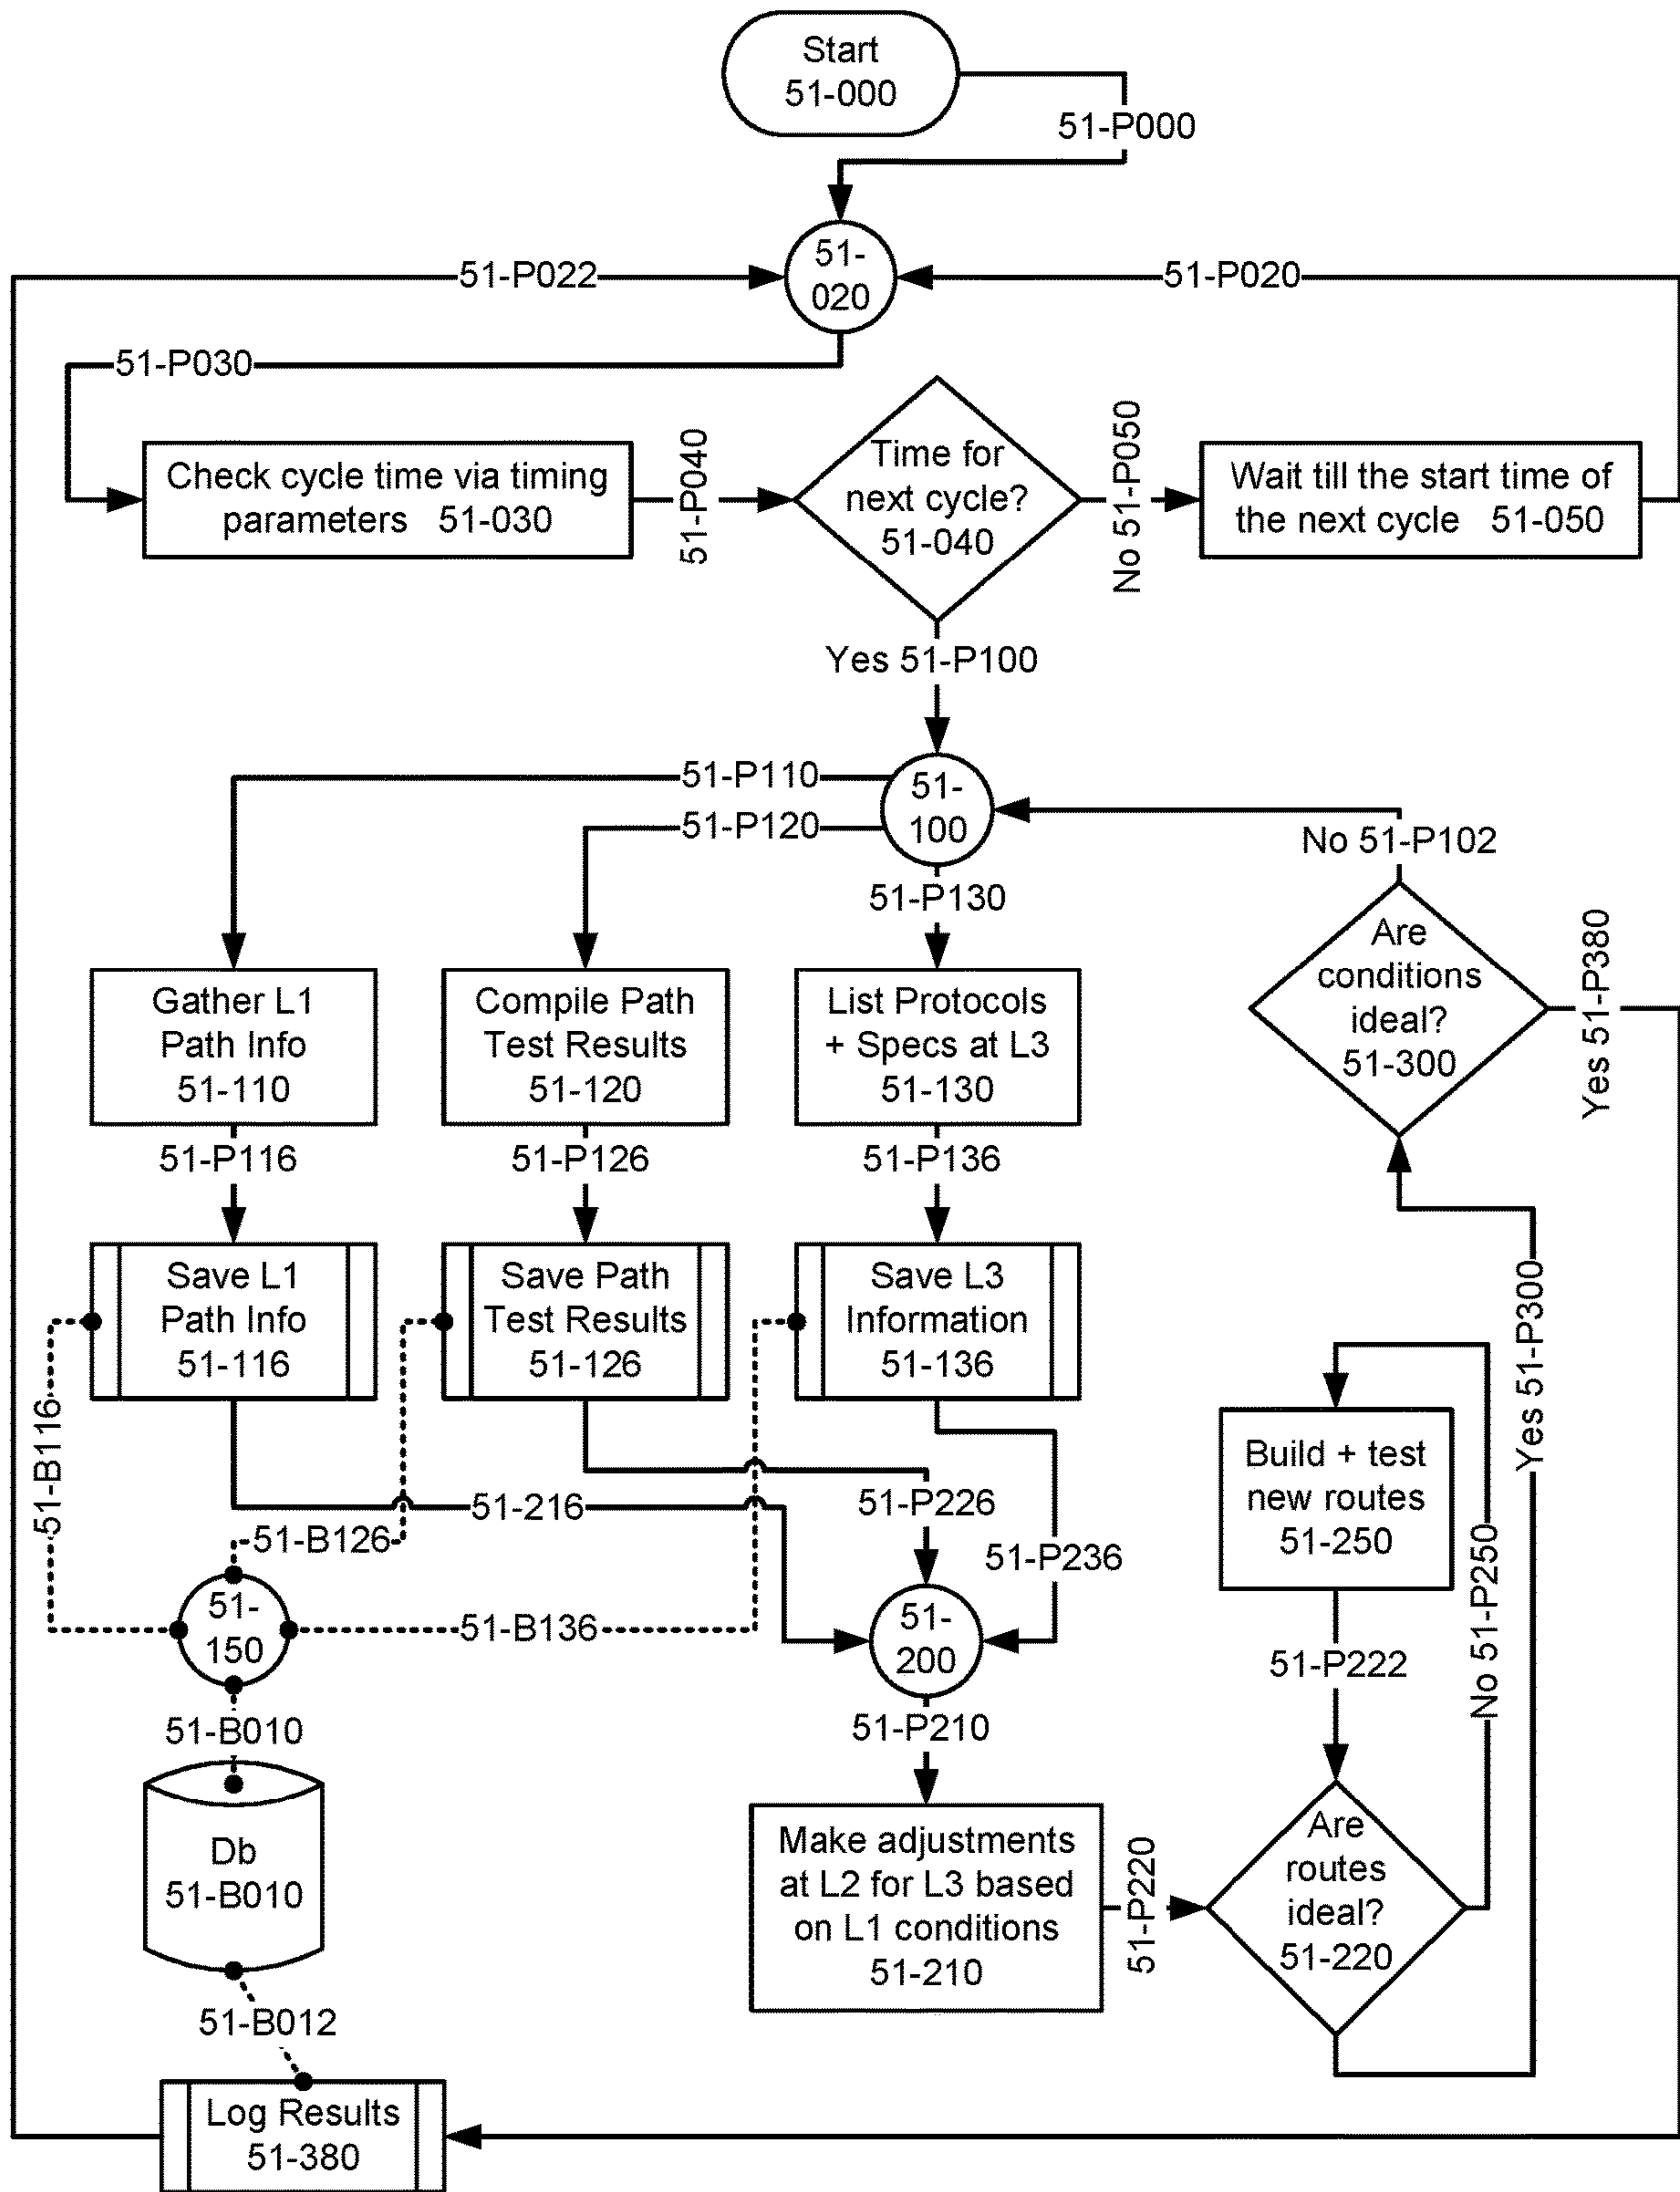 Start
51-000
51-P000
51-
020
51-P022
51-P020
51-P030
Check cycle time via timing
parameters 51-030
51-P040
Time for
next cycle?
51-040
No 51-P050
Wait till the start time of
the next cycle 51-050
Yes 51-P100
51-
100
51-P110
51-P120
51-P130
No 51-P102
Are
conditions
ideal?
51-300
Yes 51-P380
Gather L1
Path Info
51-110
Compile Path
Test Results
51-120
List Protocols
+ Specs at L3
51-130
51-P116
51-P126
51-P136
Save L1
Path Info
51-116
Save Path
Test Results
51-126
Save L3
Information
51-136
51-B116
51-216
51-P226
51-B126
51-P236
51-
150
51-B136
51-
200
Build + test
new routes
51-250
No 51-P250
Yes 51-P300
51-P222
51-B010
51-P210
Db
51-B010
Make adjustments
at L2 for L3 based
on L1 conditions
51-210
51-P220
Are
routes
ideal?
51-220
51-B012
Log Results
51-380